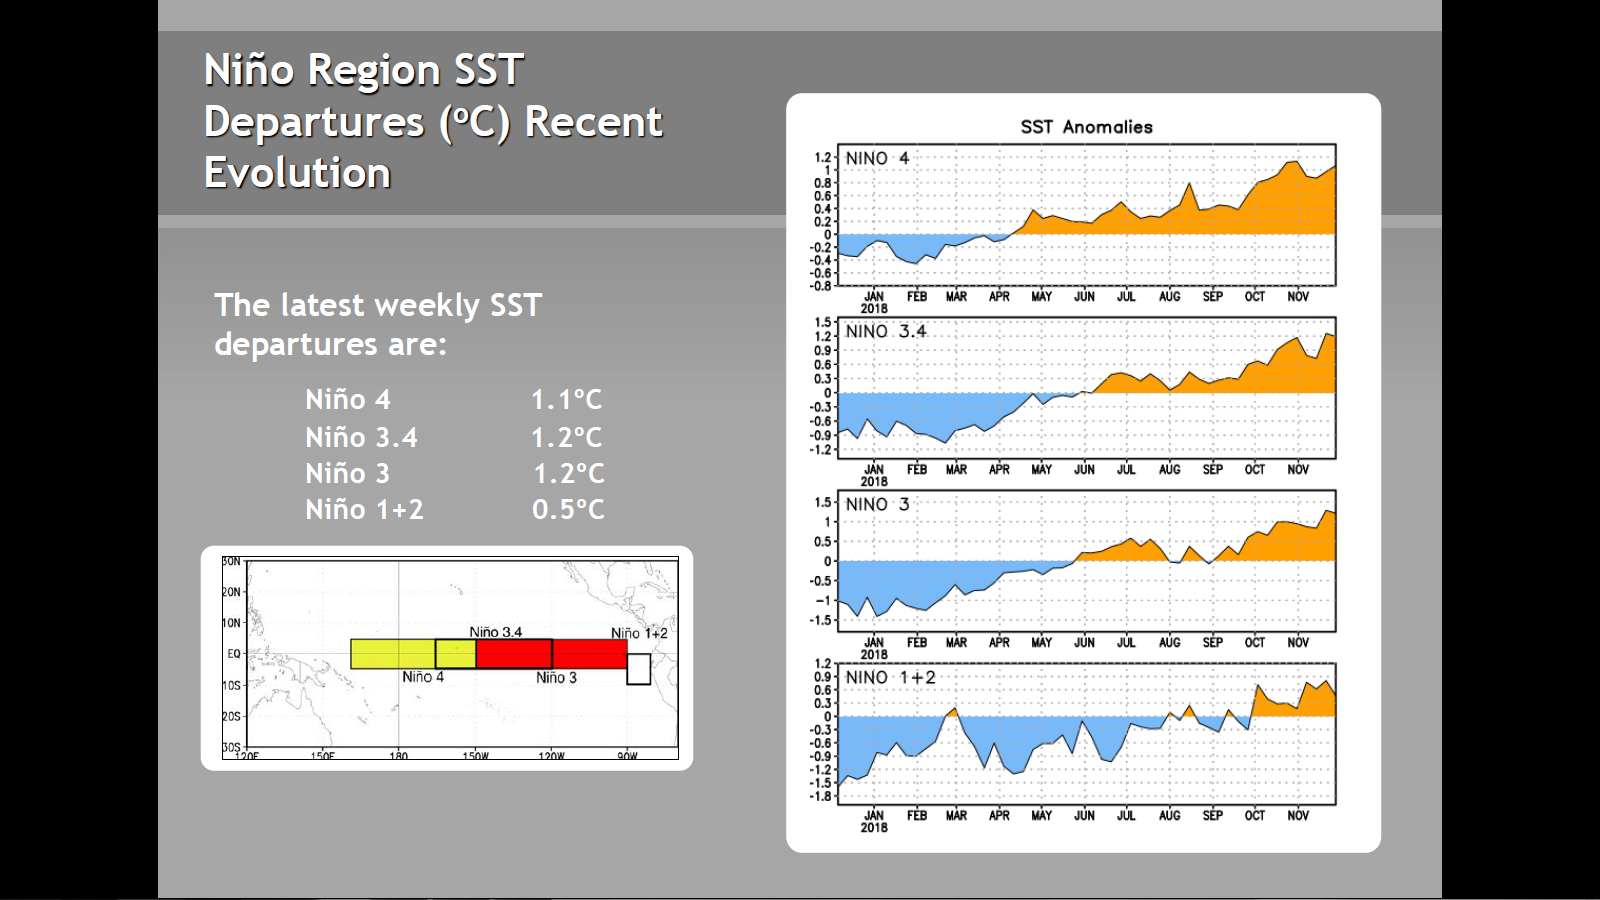 Niño Region SST
Departures (ºC) Recent
Evolution
The latest weekly SST
departures are:
Niño 4 1.1ºC
Niño 3.4 1.2ºC
Niño 3 1.2ºC
Niño 1+2 0.5ºC
30N
20N
10N
EQ
10S
20S
30S
120E 150E 180 150W 120W 90W
Niño 3.4
Niño 1+2
Niño 4
Niño 3
SST Anomalies
NINO 4
1.2
1
0.8
0.6
0.4
0.2
0
-0.2
-0.4
-0.6
-0.8
JAN FEB MAR APR MAY JUN JUL AUG SEP OCT NOV
2018
NINO 3.4
1.5
1.2
0.9
0.6
0.3
0
-0.3
-0.6
-0.9
-1.2
JAN FEB MAR APR MAY JUN JUL AUG SEP OCT NOV
2018
NINO 3
1.5
1
0.5
0
-0.5
-1
-1.5
JAN FEB MAR APR MAY JUN JUL AUG SEP OCT NOV
2018
NINO 1+2
1.2
0.9
0.6
0.3
0
-0.3
-0.6
-0.9
-1.2
-1.5
-1.8
JAN FEB MAR APR MAY JUN JUL AUG SEP OCT NOV
2018